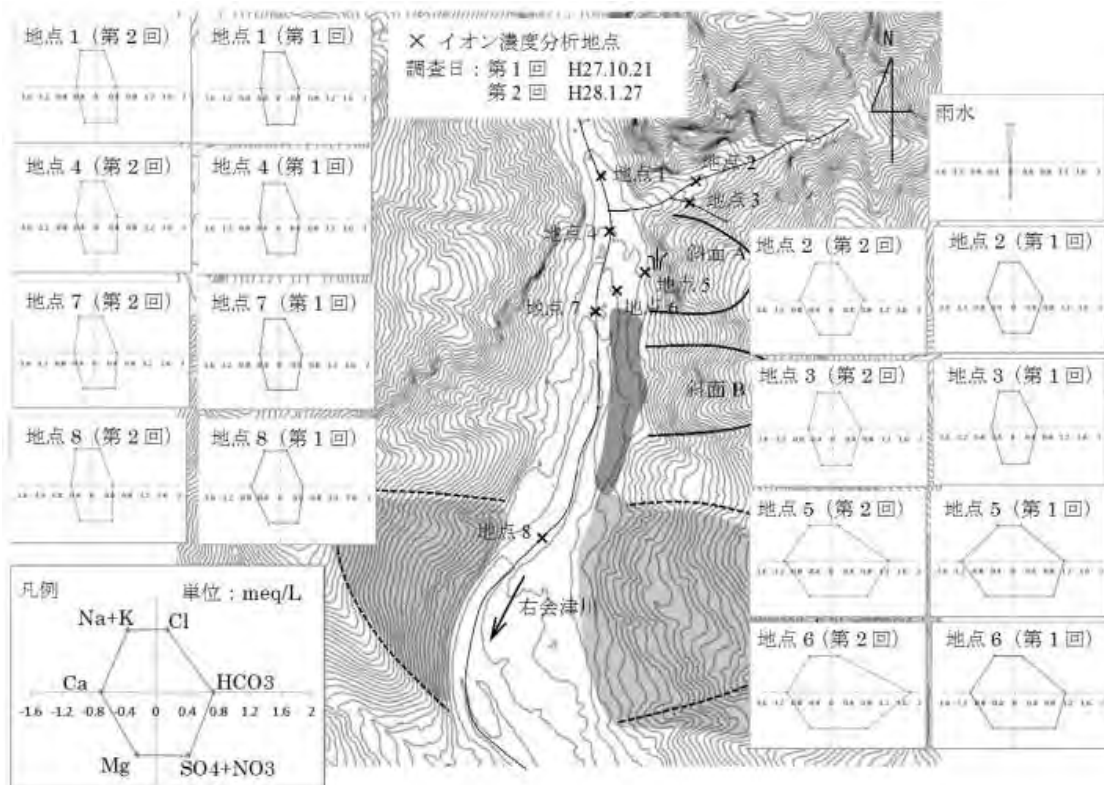 地点 1 (第 2 回)
地点 1 (第 1 回)
× イオン濃度分析地点
調査日：第 1 回 H27.10.21
第 2 回 H28.1.27
N
雨水
地点 4 (第 2 回)
地点 4 (第 1 回)
地点 1
地点 2
地点 3
地点 4
斜面 A
地点 5
地点 6
地点 7
斜面 B
地点 2 (第 2 回)
地点 2 (第 1 回)
地点 7 (第 2 回)
地点 7 (第 1 回)
地点 3 (第 2 回)
地点 3 (第 1 回)
地点 8 (第 2 回)
地点 8 (第 1 回)
地点 5 (第 2 回)
地点 5 (第 1 回)
地点 8
右会津川
地点 6 (第 2 回)
地点 6 (第 1 回)
凡例
単位：meq/L
Na+K Cl
Ca HCO3
-1.6 -1.2 -0.8 -0.4 0 0.4 0.8 1.2 1.6 2
Mg SO4+NO3